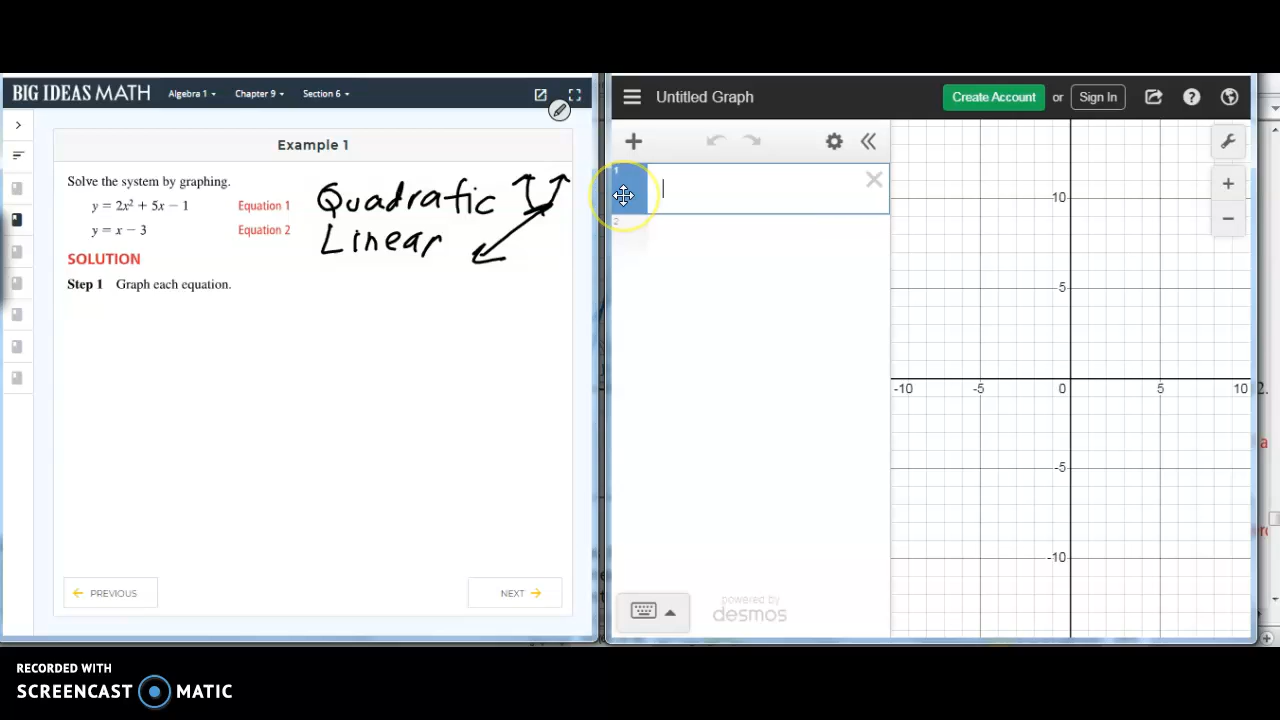 BIG IDEAS MATH
Algebra 1
Chapter 9
Section 6
Example 1
Solve the system by graphing.
y = 2x² + 5x − 1 Equation 1
y = x − 3 Equation 2
Quadratic
Linear
SOLUTION
Step 1 Graph each equation.
PREVIOUS
NEXT
Untitled Graph
Create Account
or
Sign In
1
2
10
5
-10 -5 0 5 10
-5
-10
powered by
desmos
2.
a
RECORDED WITH
SCREENCAST MATIC